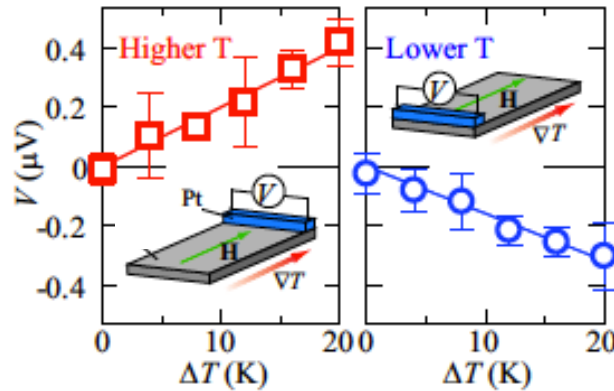 0.4
0.2
0
-0.2
-0.4
V (μV)
Higher T
Pt
V
H
∇T
0
10
20
ΔT (K)
Lower T
V
H
∇T
0
10
20
ΔT (K)